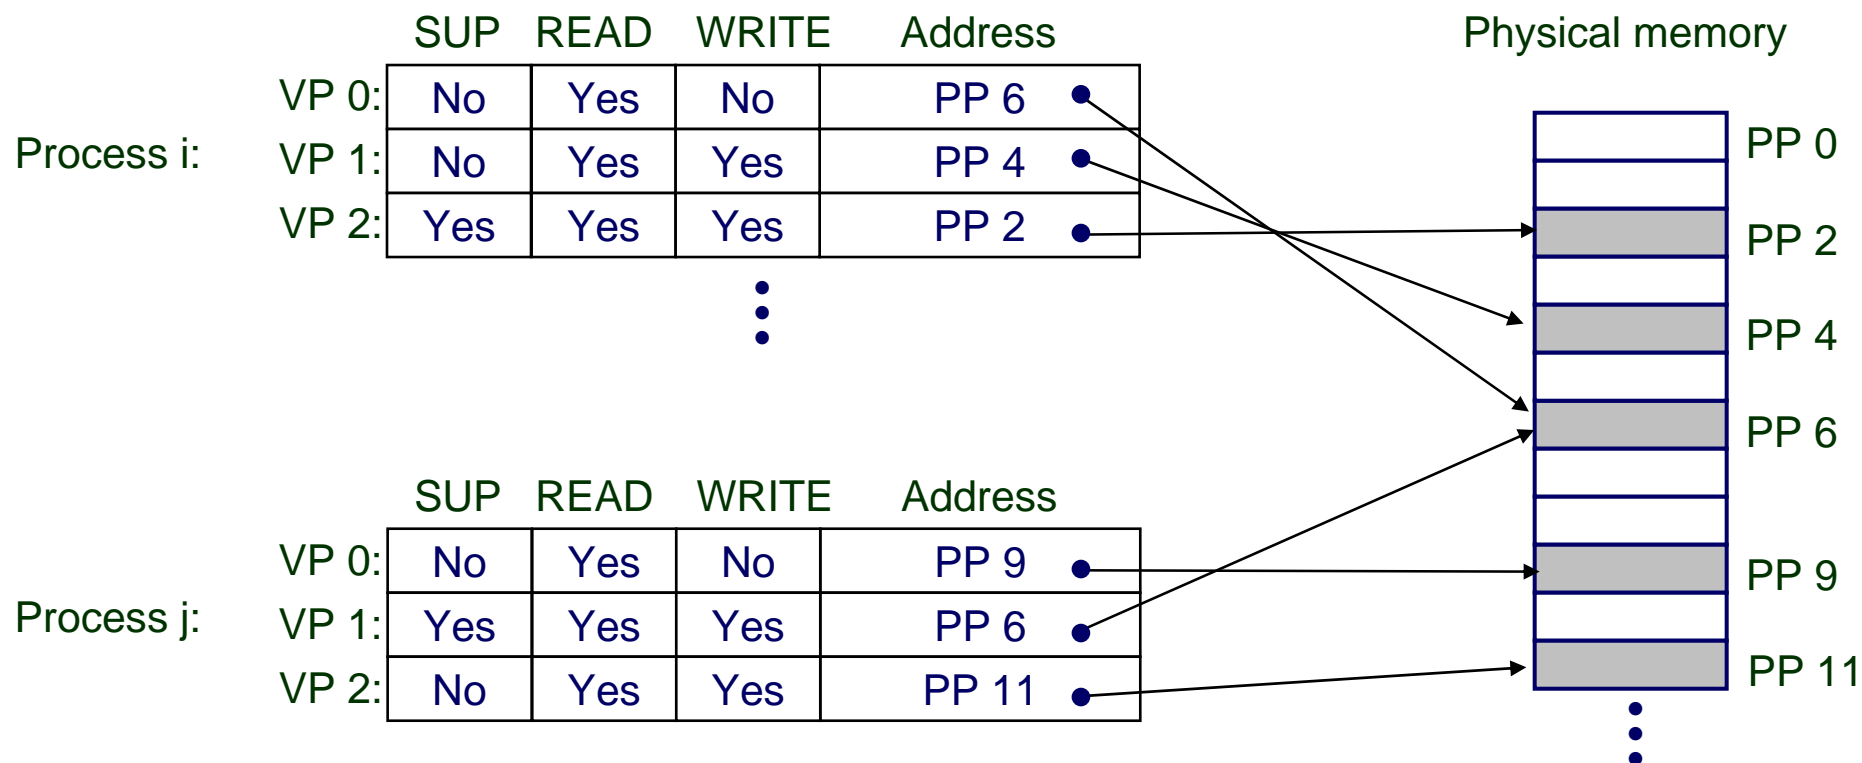 SUP READ WRITE Address
VP 0: No Yes No PP 6
Process i: VP 1: No Yes Yes PP 4
VP 2: Yes Yes Yes PP 2
SUP READ WRITE Address
VP 0: No Yes No PP 9
Process j: VP 1: Yes Yes Yes PP 6
VP 2: No Yes Yes PP 11
Physical memory
PP 0
PP 2
PP 4
PP 6
PP 9
PP 11